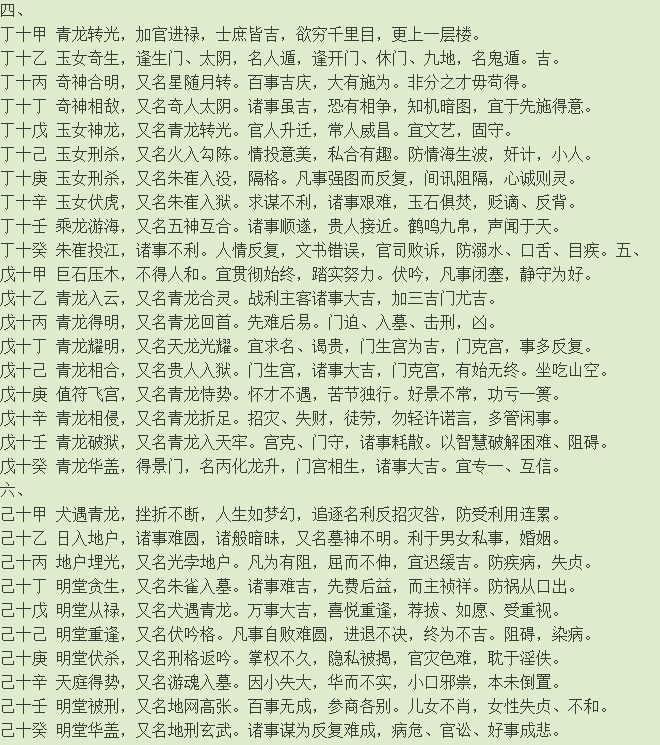 四、
丁十甲 青龙转光，加官进禄，士庶皆吉，欲穷千里目，更上一层楼。
丁十乙 玉女奇生，逢生门、太阴，名人遁，逢开门、休门、九地，名鬼遁。吉。
丁十丙 奇神合明，又名星随月转。百事吉庆，大有施为。非分之才毋苟得。
丁十丁 奇神相敌，又名奇人太阴。诸事虽吉，恐有相争，知机暗图，宜于先施得意。
丁十戊 玉女神龙，又名青龙转光。官人升迁，常人威昌。宜文艺，固守。
丁十己 玉女刑杀，又名火入勾陈。情投意美，私合有趣。防情海生波，奸计，小人。
丁十庚 玉女刑杀，又名朱雀入没，隔格。凡事强图而反复，间讯阻隔，心诚则灵。
丁十辛 玉女伏虎，又名朱雀入狱。求谋不利，诸事艰难，玉石俱焚，贬谪、反背。
丁十壬 乘龙游海，又名五神互合。诸事顺遂，贵人接近。鹤鸣九帛，声闻于天。
丁十癸 朱雀投江，诸事不利。人情反复，文书错误，官司败诉，防溺水、口舌、目疾。五、
戊十甲 巨石压木，不得人和。宜贯彻始终，踏实努力。伏吟，凡事闭塞，静守为好。
戊十乙 青龙入云，又名青龙合灵。战利主客诸事大吉，加三吉门尤吉。
戊十丙 青龙得明，又名青龙回首。先难后易。门迫、入墓、击刑，凶。
戊十丁 青龙耀明，又名天龙光耀。宜求名、谒贵，门生宫为吉，门克宫，事多反复。
戊十己 青龙相合，又名贵人入狱。门生宫，诸事大吉，门克宫，有始无终。坐吃山空。
戊十庚 值符飞宫，又名青龙恃势。怀才不遇，苦节独行。好景不常，功亏一篑。
戊十辛 青龙相侵，又名青龙折足。招灾、失财，徒劳，勿轻许诺言，多管闲事。
戊十壬 青龙破狱，又名青龙入天牢。宫克、门守，诸事耗散。以智慧破解困难、阻碍。
戊十癸 青龙华盖，得景门，名丙化龙升，门宫相生，诸事大吉。宜专一、互信。
六、
己十甲 犬遇青龙，挫折不断，人生如梦幻，追逐名利反招灾咎，防受利用连累。
己十乙 日入地户，诸事难圆，诸般暗昧，又名墓神不明。利于男女私事，婚姻。
己十丙 地户埋光，又名光孛地户。凡为有阻，屈而不伸，宜迟缓吉。防疾病，失贞。
己十丁 明堂贪生，又名朱雀入墓。诸事难吉，先费后益，而主祯祥。防祸从口出。
己十戊 明堂从禄，又名犬遇青龙。万事大吉，喜悦重逢，荐拔、如愿、受重视。
己十己 明堂重逢，又名伏吟格。凡事自败难圆，进退不决，终为不吉。阻碍，染病。
己十庚 明堂伏杀，又名刑格返吟。掌权不久，隐私被揭，官灾色难，耽于淫佚。
己十辛 天庭得势，又名游魂入墓。因小失大，华而不实，小口邪祟，本未倒置。
己十壬 明堂被刑，又名地网高张。百事无成，参商各别。儿女不肖，女性失贞、不和。
己十癸 明堂华盖，又名地刑玄武。诸事谋为反复难成，病危、官讼、好事成悲。